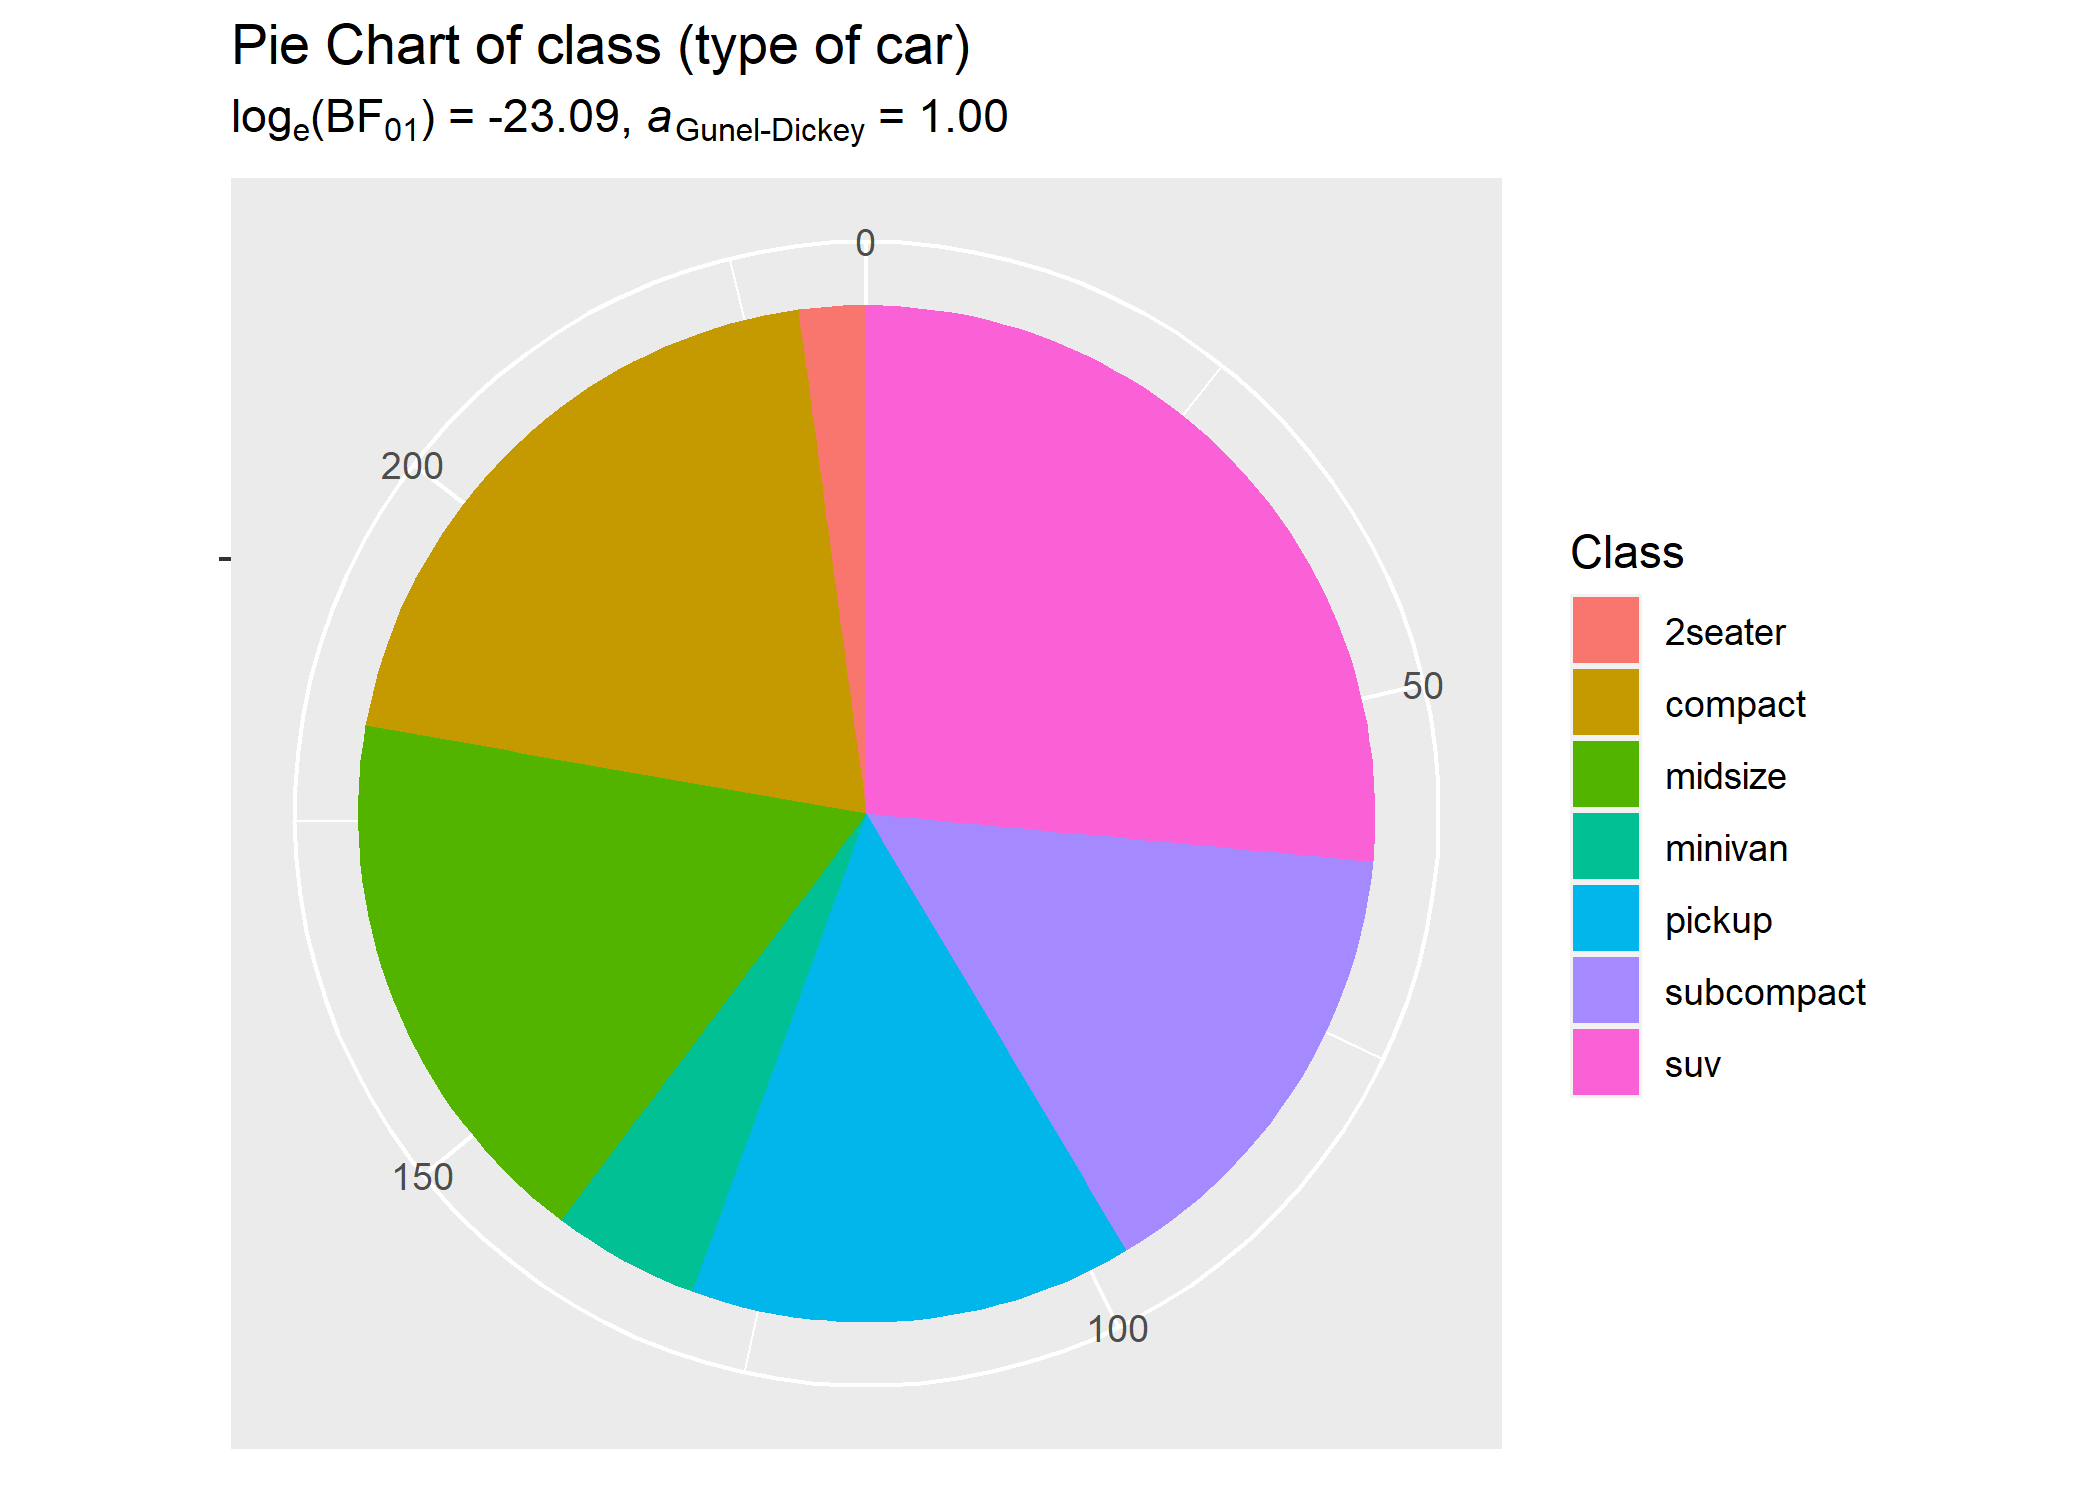 Pie Chart of class (type of car)
logₑ(BF₀₁) = -23.09, a Gunel-Dickey = 1.00
0
50
100
150
200
Class
2seater
compact
midsize
minivan
pickup
subcompact
suv